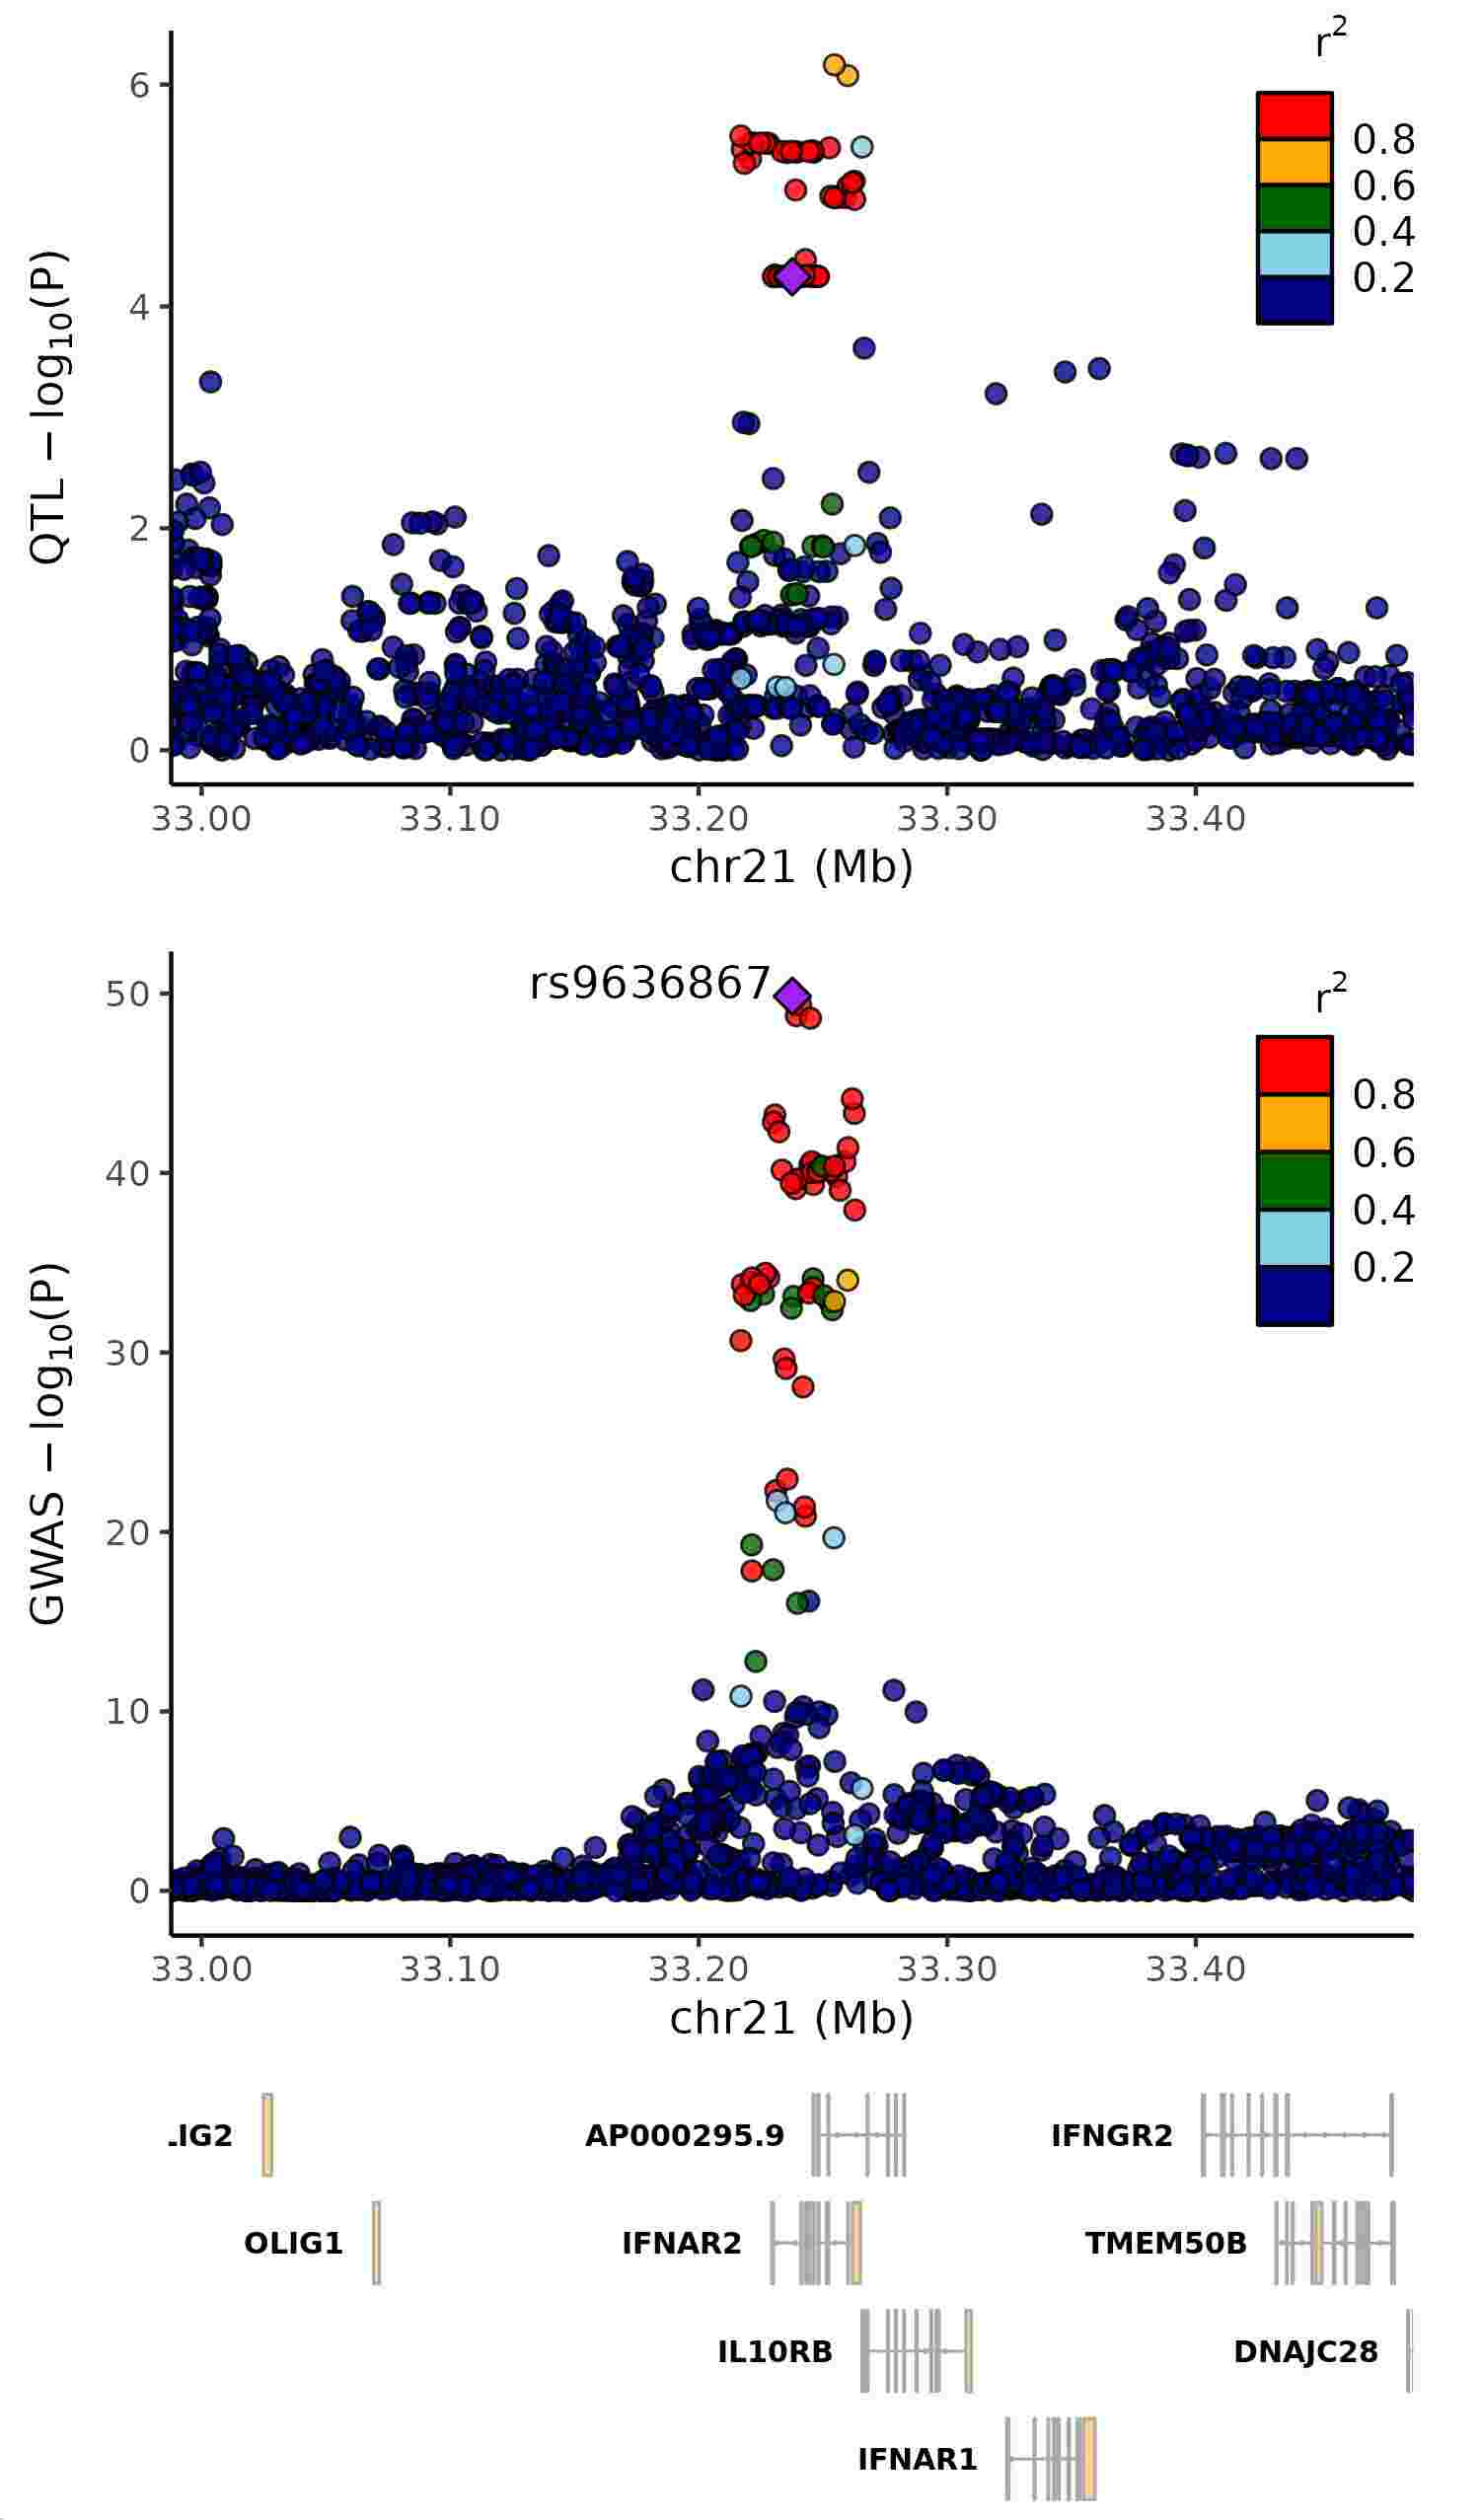 r2
6
0.8
0.6
0.4
0.2
4
2
0
QTL −log10(P)
33.00 33.10 33.20 33.30 33.40
chr21 (Mb)
rs9636867
r2
50
0.8
0.6
0.4
0.2
40
30
20
10
0
GWAS −log10(P)
33.00 33.10 33.20 33.30 33.40
chr21 (Mb)
.IG2 AP000295.9 IFNGR2
OLIG1 IFNAR2 TMEM50B
IL10RB DNAJC28
IFNAR1